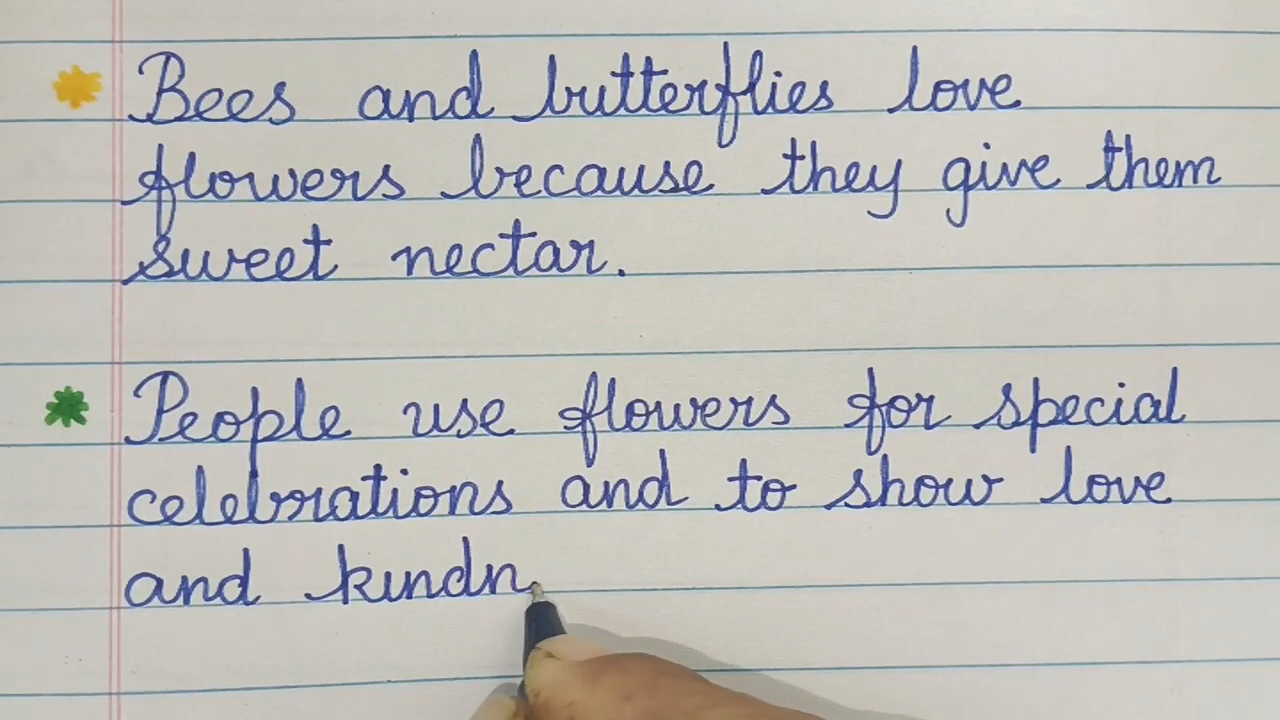 Bees and butterflies love
flowers because they give them
sweet nectar.
People use flowers for special
celebrations and to show love
and kindn